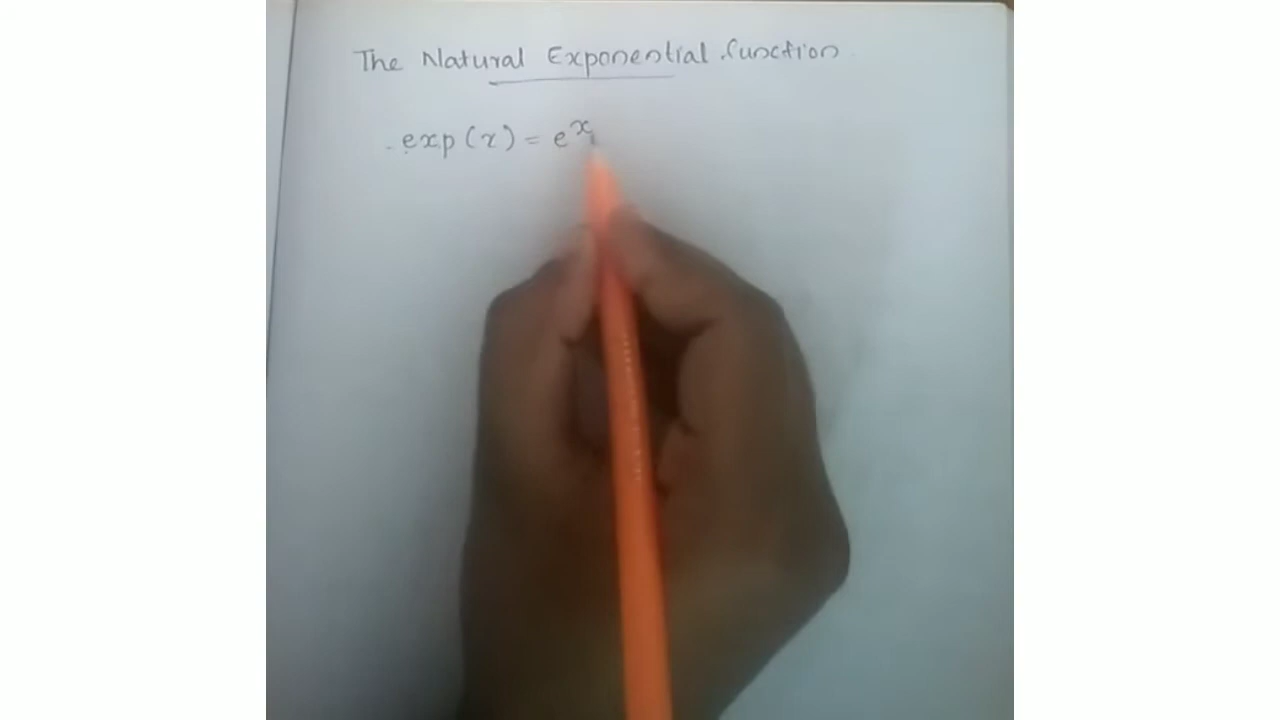 The Natural Exponential function
exp(x) = e^x